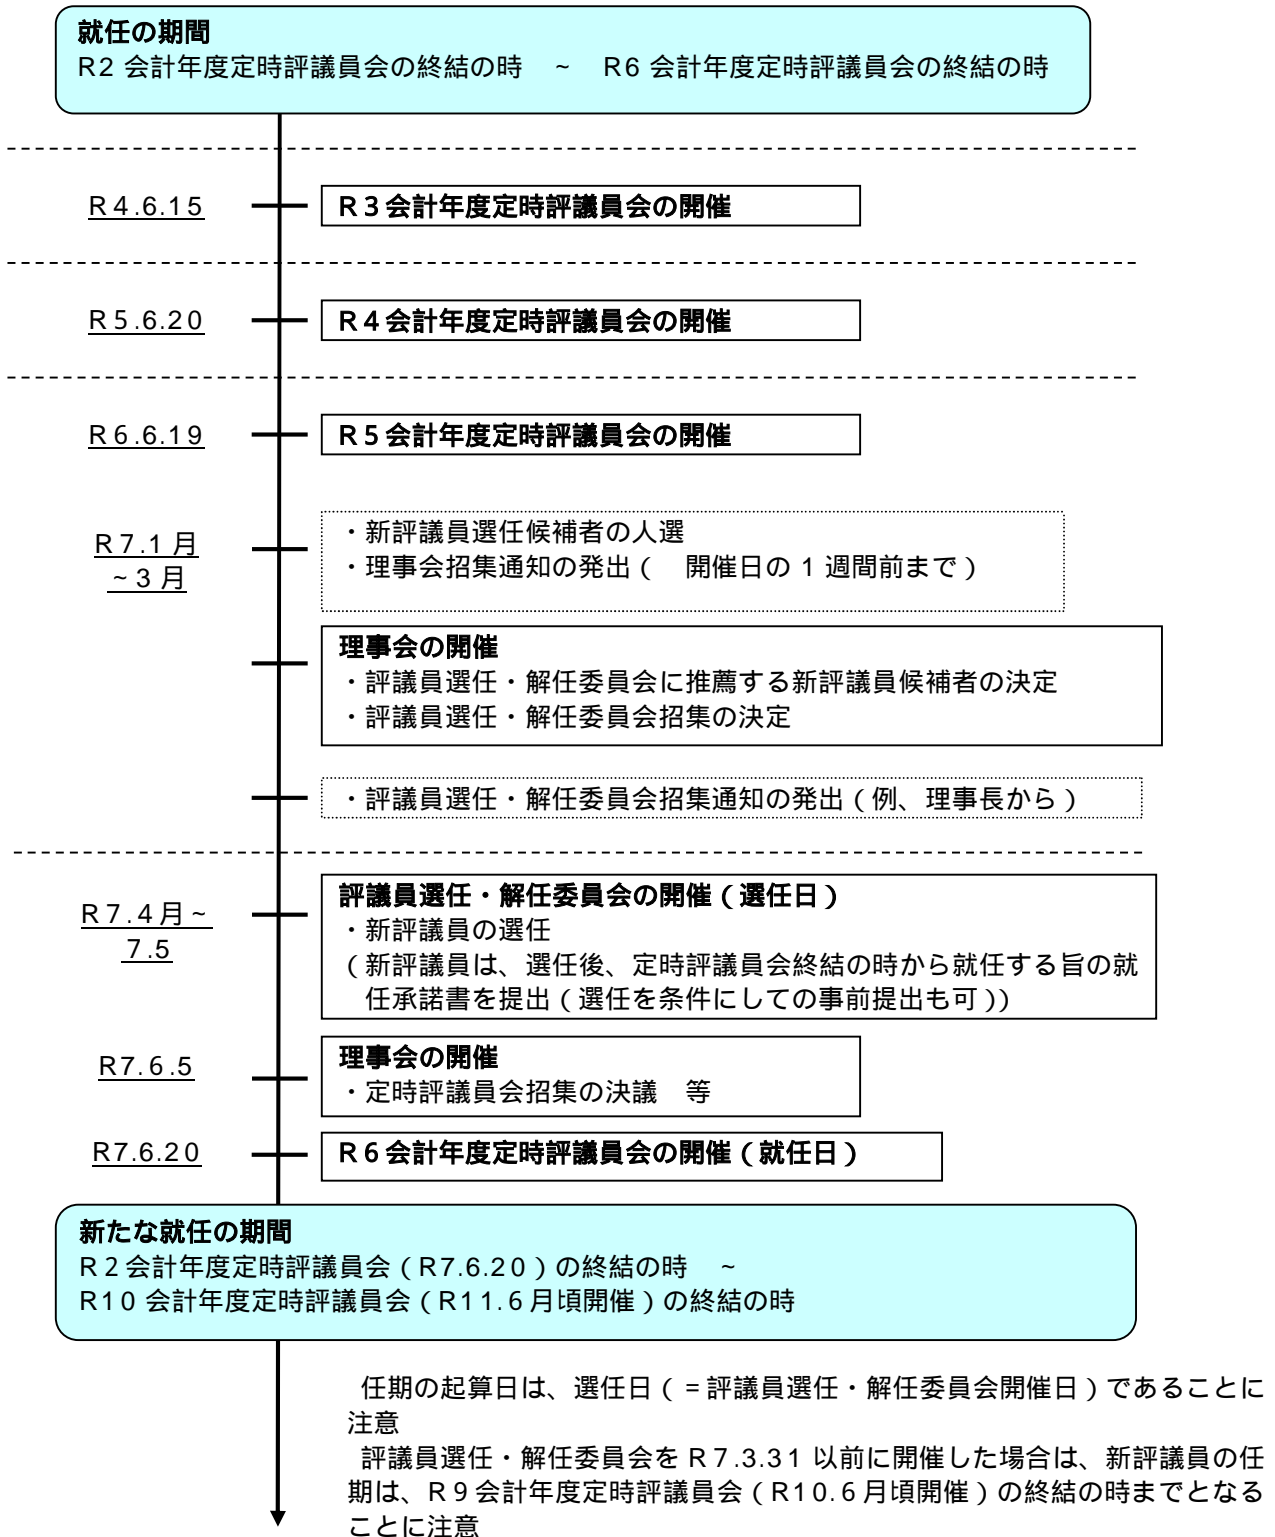 就任の期間
R2 会計年度定時評議員会の終結の時　~　R6 会計年度定時評議員会の終結の時
R4.6.15
R3会計年度定時評議員会の開催
R5.6.20
R4会計年度定時評議員会の開催
R6.6.19
R5会計年度定時評議員会の開催
R7.1月
~3月
・新評議員選任候補者の人選
・理事会招集通知の発出（　開催日の 1 週間前まで）
理事会の開催
・評議員選任・解任委員会に推薦する新評議員候補者の決定
・評議員選任・解任委員会招集の決定
・評議員選任・解任委員会招集通知の発出（例、理事長から）
R7.4月~
7.5
評議員選任・解任委員会の開催（選任日）
・新評議員の選任
（新評議員は、選任後、定時評議員会終結の時から就任する旨の就
任承諾書を提出（選任を条件にしての事前提出も可））
R7.6.5
理事会の開催
・定時評議員会招集の決議　等
R7.6.20
R6会計年度定時評議員会の開催（就任日）
新たな就任の期間
R2会計年度定時評議員会（R7.6.20）の終結の時　~
R10 会計年度定時評議員会（R11.6月頃開催）の終結の時
任期の起算日は、選任日（=評議員選任・解任委員会開催日）であることに
注意
評議員選任・解任委員会を R7.3.31 以前に開催した場合は、新評議員の任
期は、R9会計年度定時評議員会（R10.6月頃開催）の終結の時までとなる
ことに注意